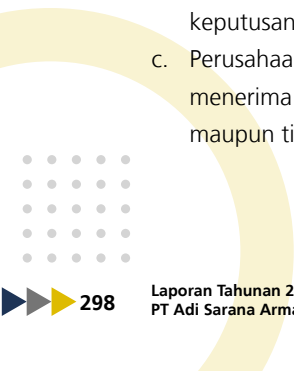 keputusan
c. Perusahaa
menerima
maupun ti
298
Laporan Tahunan 2
PT Adi Sarana Arma